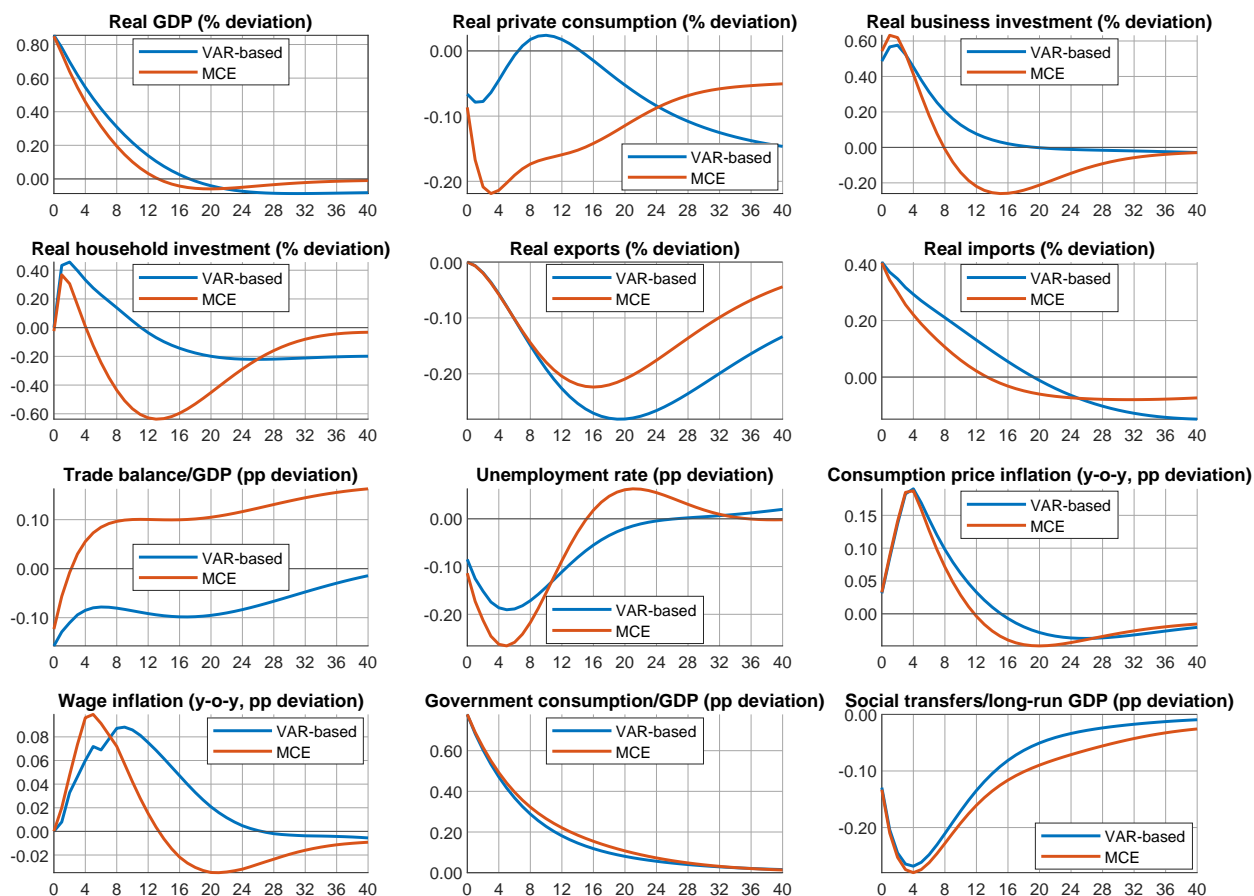 Real GDP (% deviation)
0.80
0.60
0.40
0.20
0.00
VAR-based
MCE
0 4 8 12 16 20 24 28 32 36 40
Real private consumption (% deviation)
0.00
-0.10
-0.20
VAR-based
MCE
0 4 8 12 16 20 24 28 32 36 40
Real business investment (% deviation)
0.60
0.40
0.20
0.00
-0.20
VAR-based
MCE
0 4 8 12 16 20 24 28 32 36 40
Real household investment (% deviation)
0.40
0.20
0.00
-0.20
-0.40
-0.60
VAR-based
MCE
0 4 8 12 16 20 24 28 32 36 40
Real exports (% deviation)
0.00
-0.10
-0.20
VAR-based
MCE
0 4 8 12 16 20 24 28 32 36 40
Real imports (% deviation)
0.40
0.20
0.00
VAR-based
MCE
0 4 8 12 16 20 24 28 32 36 40
Trade balance/GDP (pp deviation)
0.10
0.00
-0.10
VAR-based
MCE
0 4 8 12 16 20 24 28 32 36 40
Unemployment rate (pp deviation)
0.00
-0.10
-0.20
VAR-based
MCE
0 4 8 12 16 20 24 28 32 36 40
Consumption price inflation (y-o-y, pp deviation)
0.15
0.10
0.05
0.00
VAR-based
MCE
0 4 8 12 16 20 24 28 32 36 40
Wage inflation (y-o-y, pp deviation)
0.08
0.06
0.04
0.02
0.00
-0.02
VAR-based
MCE
0 4 8 12 16 20 24 28 32 36 40
Government consumption/GDP (pp deviation)
0.60
0.40
0.20
0.00
VAR-based
MCE
0 4 8 12 16 20 24 28 32 36 40
Social transfers/long-run GDP (pp deviation)
0.00
-0.10
-0.20
VAR-based
MCE
0 4 8 12 16 20 24 28 32 36 40